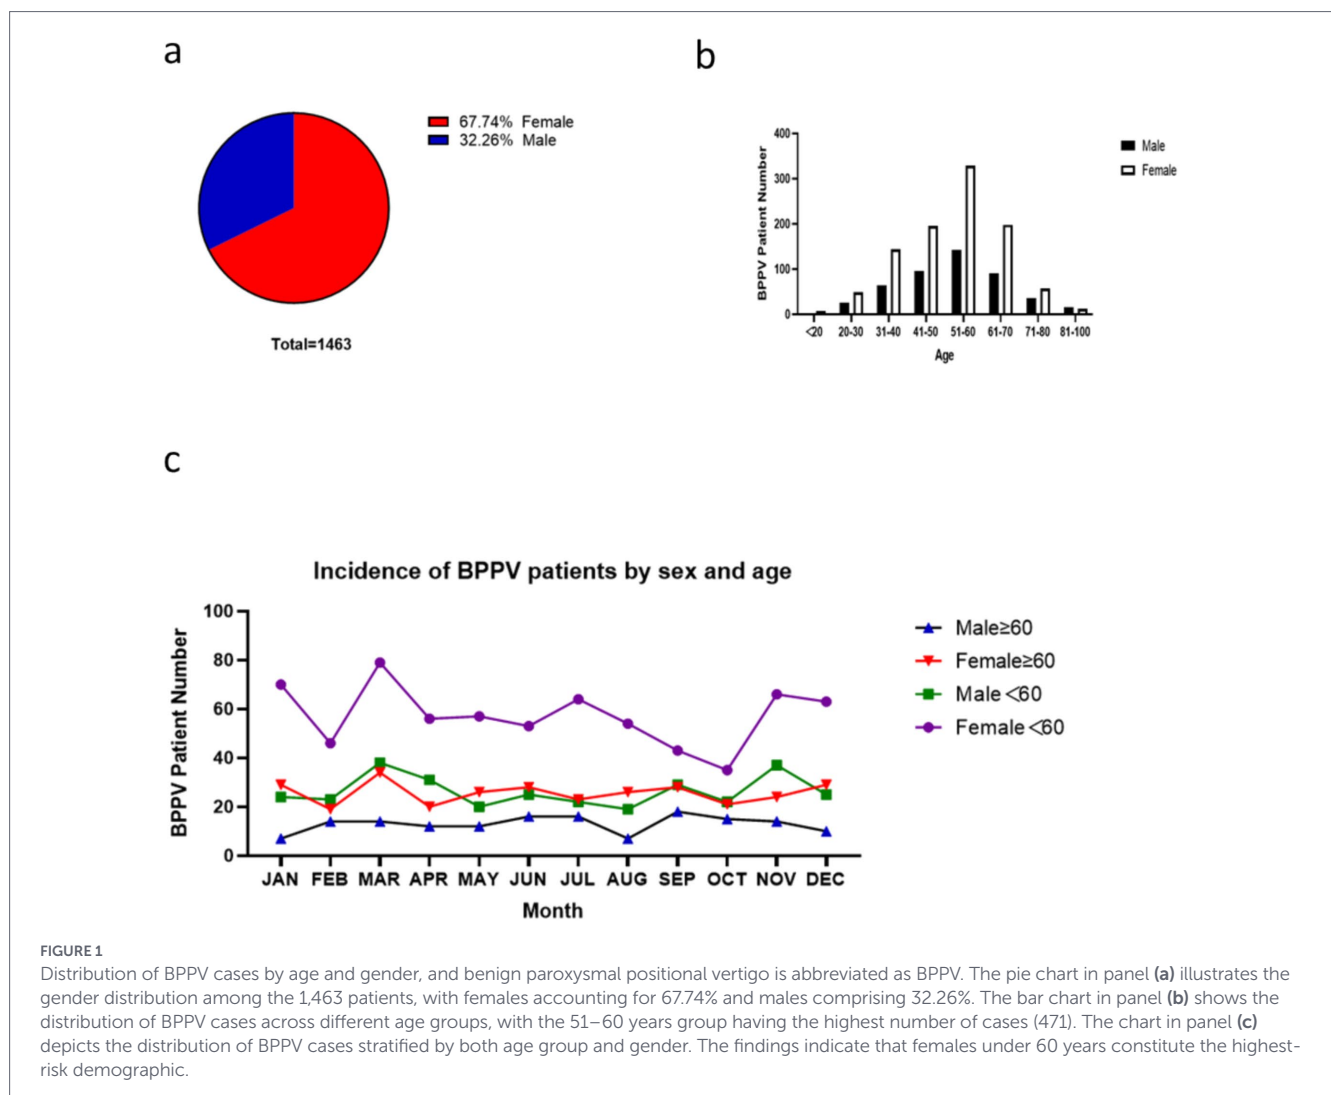 a
67.74% Female
32.26% Male
Total=1463
b
400
300
200
100
0
BPPV Patient Number
<20 20-30 31-40 41-50 51-60 61-70 71-80 81-100
Age
Male
Female
c
Incidence of BPPV patients by sex and age
100
80
60
40
20
0
BPPV Patient Number
JAN FEB MAR APR MAY JUN JUL AUG SEP OCT NOV DEC
Month
Male≥60
Female≥60
Male<60
Female<60
FIGURE 1
Distribution of BPPV cases by age and gender, and benign paroxysmal positional vertigo is abbreviated as BPPV. The pie chart in panel (a) illustrates the
gender distribution among the 1,463 patients, with females accounting for 67.74% and males comprising 32.26%. The bar chart in panel (b) shows the
distribution of BPPV cases across different age groups, with the 51–60 years group having the highest number of cases (471). The chart in panel (c)
depicts the distribution of BPPV cases stratified by both age group and gender. The findings indicate that females under 60 years constitute the highest-
risk demographic.